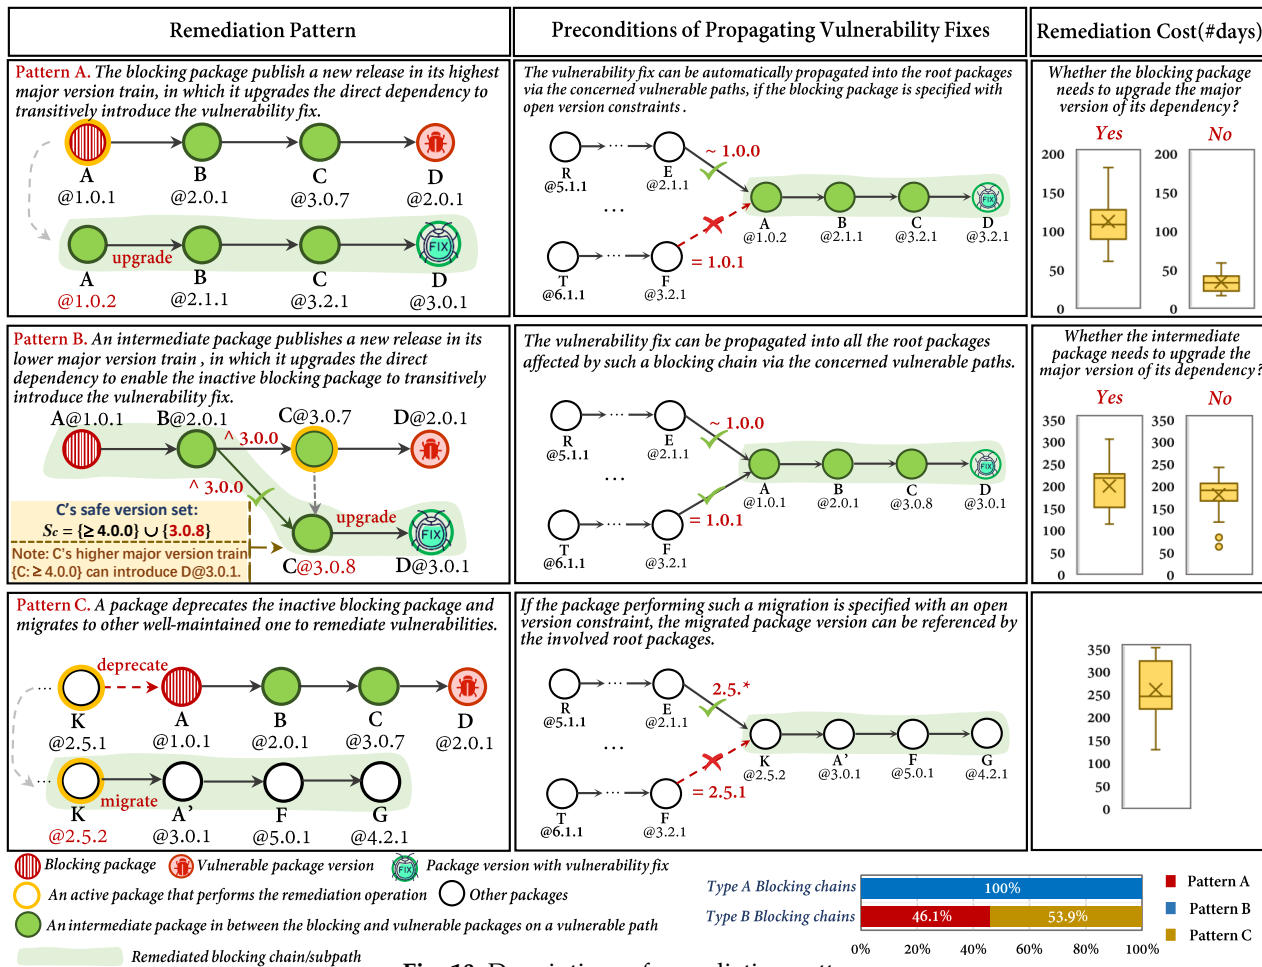 Remediation Pattern
Preconditions of Propagating Vulnerability Fixes
Remediation Cost(#days)
Pattern A. The blocking package publish a new release in its highest
major version train, in which it upgrades the direct dependency to
transitively introduce the vulnerability fix.
A
@1.0.1
B
@2.0.1
C
@3.0.7
D
@2.0.1
upgrade
FIX
A
@1.0.2
B
@2.1.1
C
@3.2.1
D
@3.0.1
The vulnerability fix can be automatically propagated into the root packages
via the concerned vulnerable paths, if the blocking package is specified with
open version constraints .
R
@5.1.1
...
E
@2.1.1
~ 1.0.0
...
T
@6.1.1
...
F
@3.2.1
= 1.0.1
A
@1.0.2
B
@2.1.1
C
@3.2.1
FIX
D
@3.2.1
Whether the blocking package
needs to upgrade the major
version of its dependency?
Yes
No
200
150
100
50
0
200
150
100
50
0
Pattern B. An intermediate package publishes a new release in its
lower major version train , in which it upgrades the direct
dependency to enable the inactive blocking package to transitively
introduce the vulnerability fix.
A@1.0.1
B@2.0.1
C@3.0.7
D@2.0.1
^ 3.0.0
^ 3.0.0
upgrade
FIX
C@3.0.8
D@3.0.1
C's safe version set:
Sc = {≥ 4.0.0} ∪ {3.0.8}
Note: C's higher major version train
{C: ≥ 4.0.0} can introduce D@3.0.1.
The vulnerability fix can be propagated into all the root packages
affected by such a blocking chain via the concerned vulnerable paths.
R
@5.1.1
...
E
@2.1.1
~ 1.0.0
...
T
@6.1.1
...
F
@3.2.1
= 1.0.1
A
@1.0.1
B
@2.0.1
C
@3.0.8
FIX
D
@3.0.1
Whether the intermediate
package needs to upgrade the
major version of its dependency?
Yes
No
350
300
250
200
150
100
50
0
350
300
250
200
150
100
50
0
Pattern C. A package deprecates the inactive blocking package and
migrates to other well-maintained one to remediate vulnerabilities.
...
deprecate
K
@2.5.1
A
@1.0.1
B
@2.0.1
C
@3.0.7
D
@2.0.1
...
migrate
K
@2.5.2
A'
@3.0.1
F
@5.0.1
G
@4.2.1
If the package performing such a migration is specified with an open
version constraint, the migrated package version can be referenced by
the involved root packages.
R
@5.1.1
...
E
@2.1.1
2.5.*
...
T
@6.1.1
...
F
@3.2.1
= 2.5.1
K
@2.5.2
A'
@3.0.1
F
@5.0.1
G
@4.2.1
350
300
250
200
150
100
50
0
Blocking package
Vulnerable package version
FIX
Package version with vulnerability fix
An active package that performs the remediation operation
Other packages
An intermediate package in between the blocking and vulnerable packages on a vulnerable path
Remediated blocking chain/subpath
Type A Blocking chains
100%
Type B Blocking chains
46.1%
53.9%
0% 20% 40% 60% 80% 100%
Pattern A
Pattern B
Pattern C